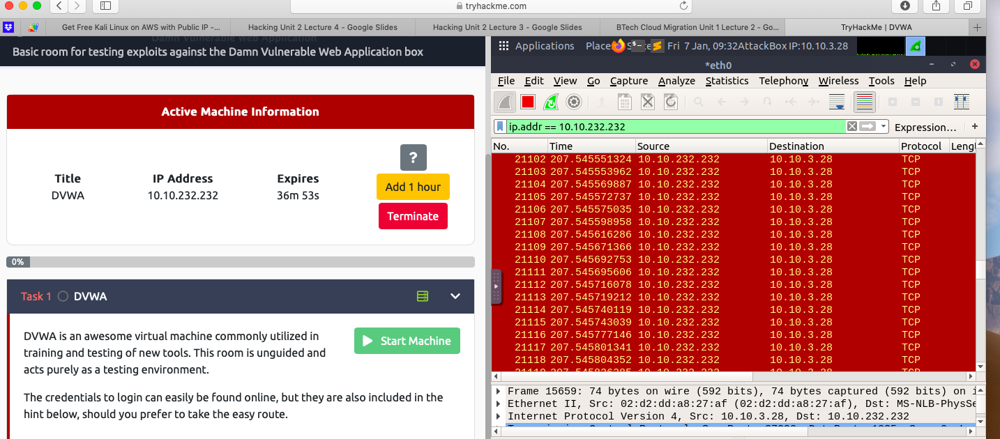 tryhackme.com
Get Free Kali Linux on AWS with Public IP -...
Hacking Unit 2 Lecture 4 - Google Slides
Hacking Unit 2 Lecture 3 - Google Slides
BTech Cloud Migration Unit 1 Lecture 2 - Go...
TryHackMe | DVWA
Damn Vulnerable Web Application
Basic room for testing exploits against the Damn Vulnerable Web Application box
Active Machine Information
?
Title
IP Address
Expires
Add 1 hour
DVWA
10.10.232.232
36m 53s
Terminate
0%
Task 1
DVWA
DVWA is an awesome virtual machine commonly utilized in
training and testing of new tools. This room is unguided and
acts purely as a testing environment.
Start Machine
The credentials to login can easily be found online, but they are also included in the
hint below, should you prefer to take the easy route.
Applications
Fri 7 Jan, 09:32
AttackBox IP:10.10.3.28
*eth0
File Edit View Go Capture Analyze Statistics Telephony Wireless Tools Help
ip.addr == 10.10.232.232
Expression... +
No. Time Source Destination Protocol Leng
21102 207.545551324 10.10.232.232 10.10.3.28 TCP
21103 207.545553962 10.10.232.232 10.10.3.28 TCP
21104 207.545569887 10.10.232.232 10.10.3.28 TCP
21105 207.545572737 10.10.232.232 10.10.3.28 TCP
21106 207.545575035 10.10.232.232 10.10.3.28 TCP
21107 207.545598958 10.10.232.232 10.10.3.28 TCP
21108 207.545616286 10.10.232.232 10.10.3.28 TCP
21109 207.545671366 10.10.232.232 10.10.3.28 TCP
21110 207.545692753 10.10.232.232 10.10.3.28 TCP
21111 207.545695606 10.10.232.232 10.10.3.28 TCP
21112 207.545716078 10.10.232.232 10.10.3.28 TCP
21113 207.545719212 10.10.232.232 10.10.3.28 TCP
21114 207.545740119 10.10.232.232 10.10.3.28 TCP
21115 207.545743039 10.10.232.232 10.10.3.28 TCP
21116 207.545777146 10.10.232.232 10.10.3.28 TCP
21117 207.545801341 10.10.232.232 10.10.3.28 TCP
21118 207.545804352 10.10.232.232 10.10.3.28 TCP
Frame 15659: 74 bytes on wire (592 bits), 74 bytes captured (592 bits) on i
Ethernet II, Src: 02:d2:dd:a8:27:af (02:d2:dd:a8:27:af), Dst: MS-NLB-PhysSe
Internet Protocol Version 4, Src: 10.10.3.28, Dst: 10.10.232.232